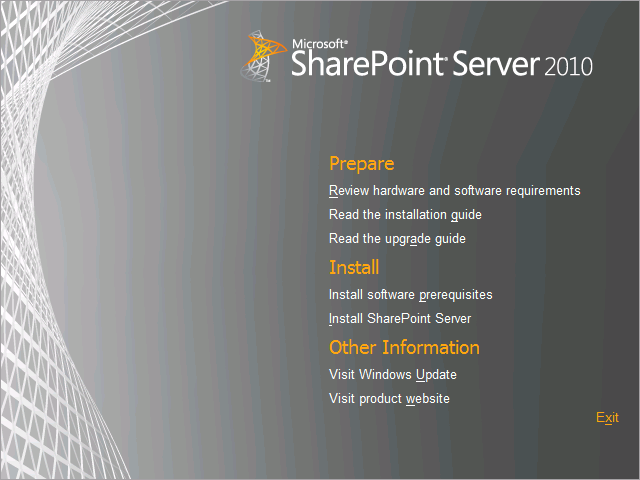 Microsoft®
SharePoint® Server 2010
Prepare
Review hardware and software requirements
Read the installation guide
Read the upgrade guide
Install
Install software prerequisites
Install SharePoint Server
Other Information
Visit Windows Update
Visit product website
Exit